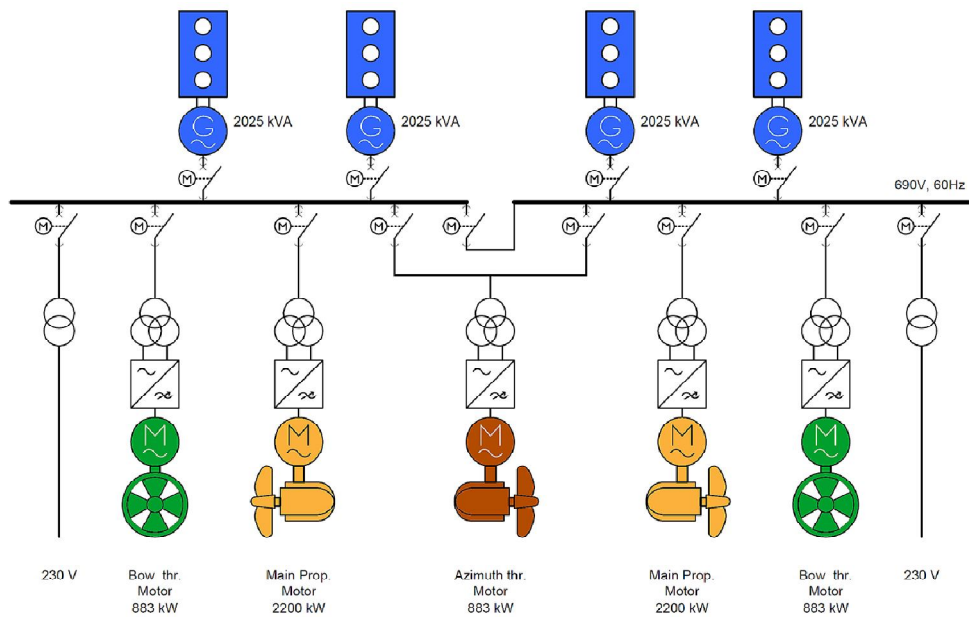 G
2025 kVA
G
2025 kVA
G
2025 kVA
G
2025 kVA
M
M
M
M
690V, 60Hz
M
M
M
M
M
M
M
M
M
M
230 V
Bow thr.
Motor
883 kW
Main Prop.
Motor
2200 kW
Azimuth thr.
Motor
883 kW
Main Prop.
Motor
2200 kW
Bow thr.
Motor
883 kW
230 V